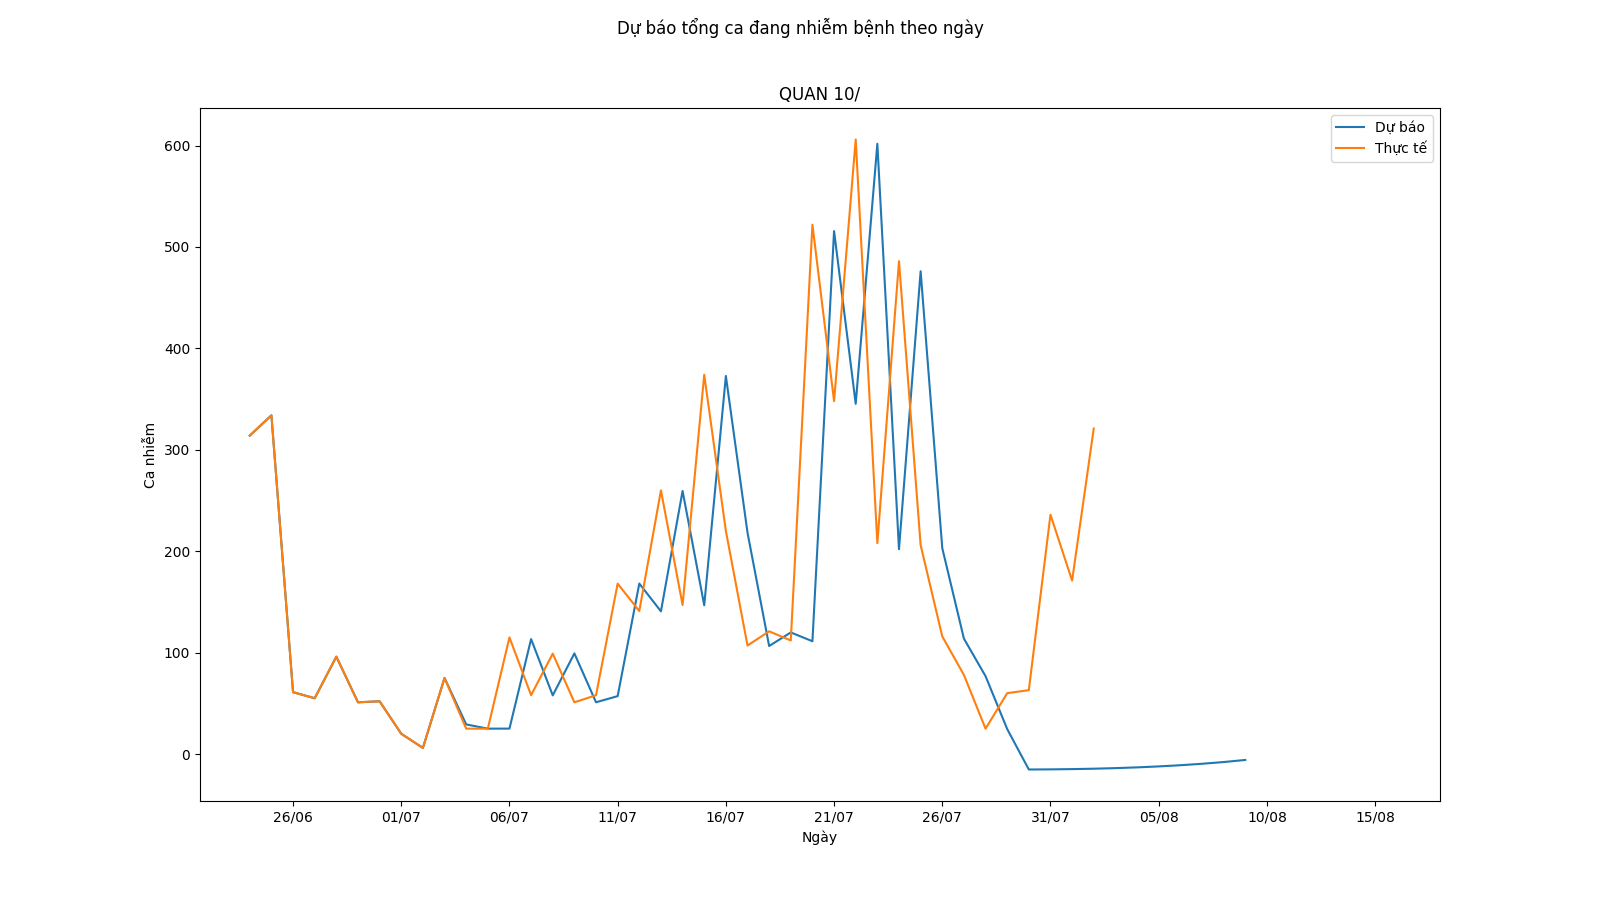 Dự báo tổng ca đang nhiễm bệnh theo ngày
QUAN 10/
Dự báo
Thực tế
600
500
400
300
200
100
0
Ca nhiễm
26/06 01/07 06/07 11/07 16/07 21/07 26/07 31/07 05/08 10/08 15/08
Ngày